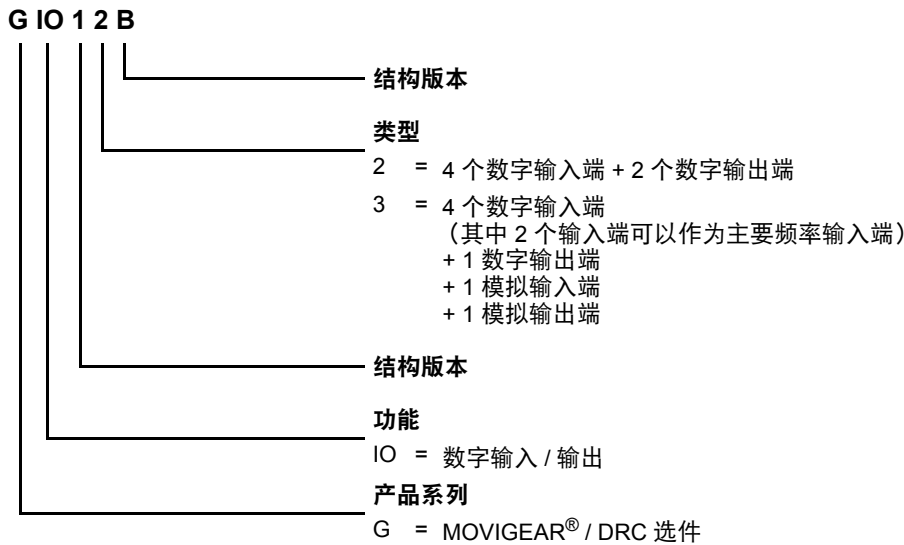 G IO 1 2 B
结构版本
类型
2 = 4 个数字输入端 + 2 个数字输出端
3 = 4 个数字输入端
（其中 2 个输入端可以作为主要频率输入端）
+ 1 数字输出端
+ 1 模拟输入端
+ 1 模拟输出端
结构版本
功能
IO = 数字输入 / 输出
产品系列
G = MOVIGEAR® / DRC 选件